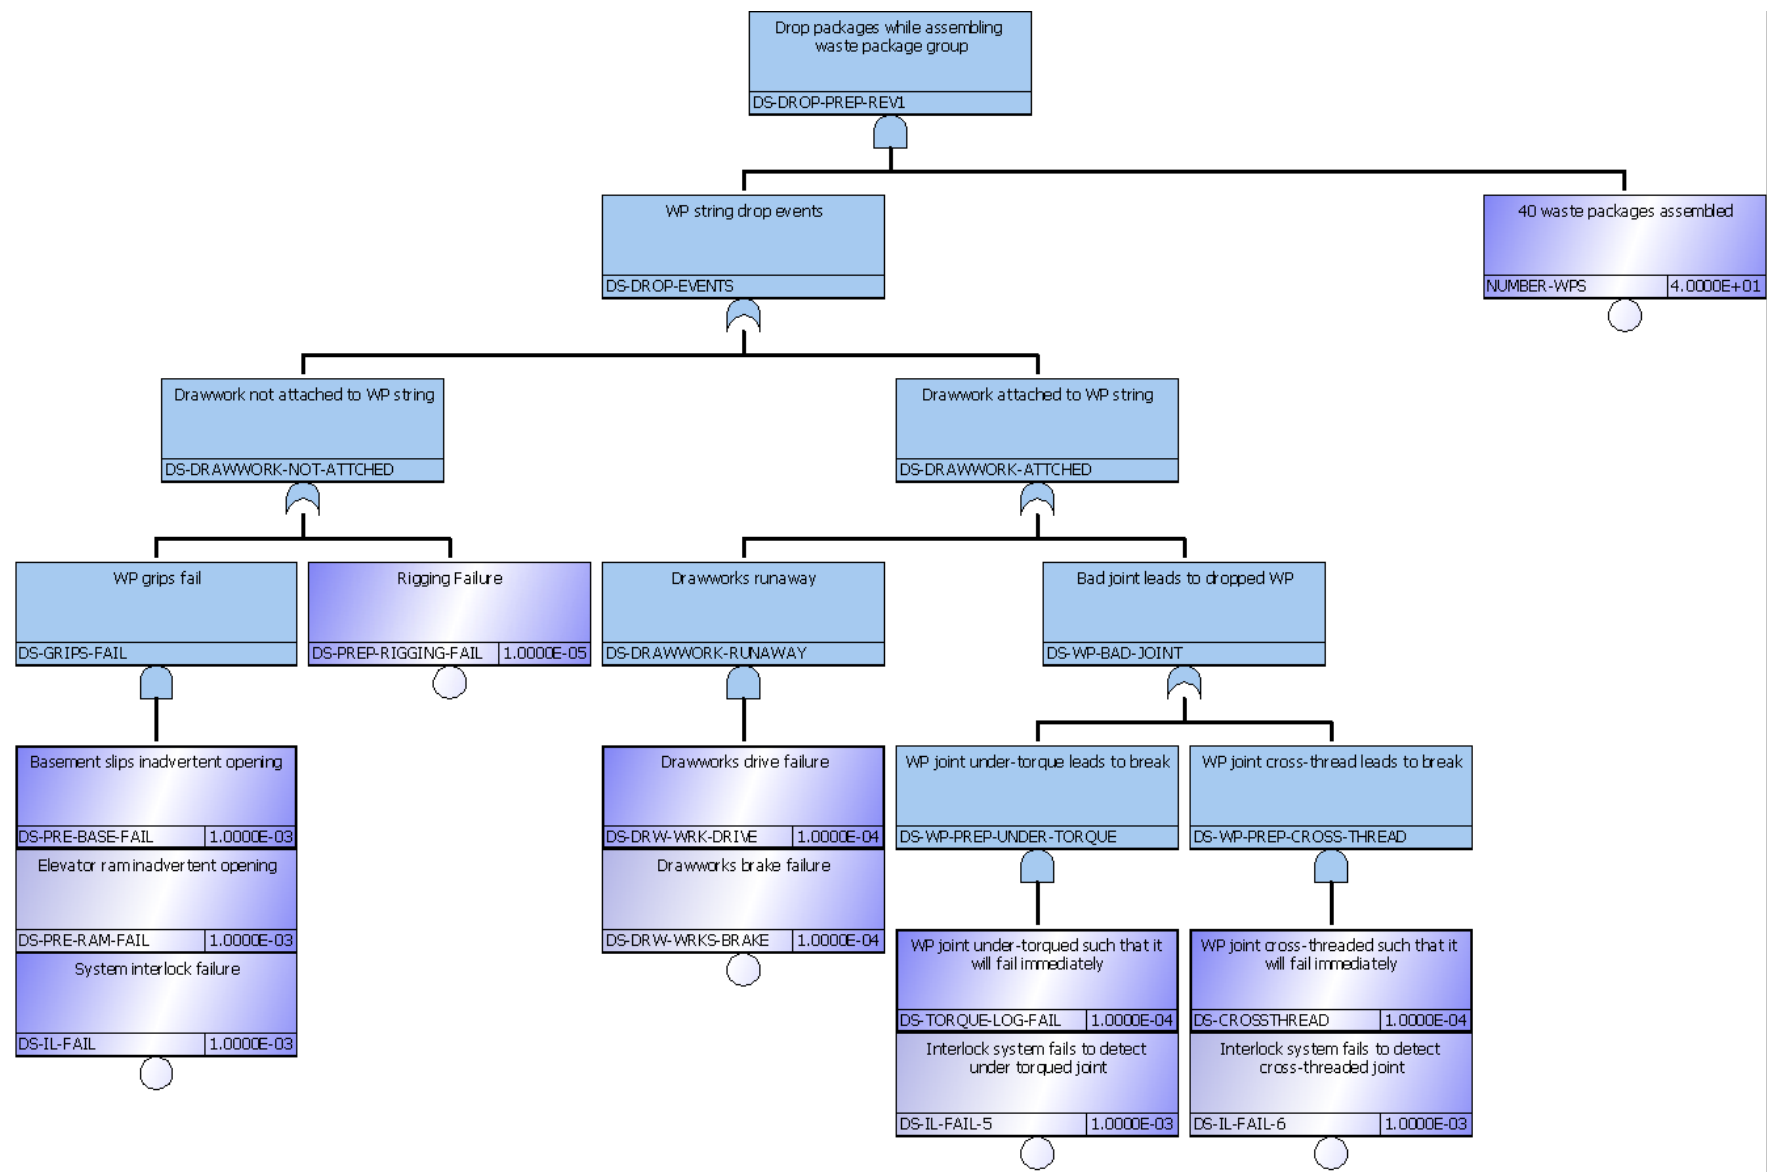 Drop packages while assembling
waste package group
DS-DROP-PREP-REV1
WP string drop events
DS-DROP-EVENTS
40 waste packages assembled
NUMBER-WPS 4.0000E+01
Drawwork not attached to WP string
DS-DRAWWORK-NOT-ATTCHED
Drawwork attached to WP string
DS-DRAWWORK-ATTCHED
WP grips fail
DS-GRIPS-FAIL
Rigging Failure
DS-PREP-RIGGING-FAIL 1.0000E-05
Drawworks runaway
DS-DRAWWORK-RUNAWAY
Bad joint leads to dropped WP
DS-WP-BAD-JOINT
Basement slips inadvertent opening
DS-PRE-BASE-FAIL 1.0000E-03
Elevator ram inadvertent opening
DS-PRE-RAM-FAIL 1.0000E-03
System interlock failure
DS-IL-FAIL 1.0000E-03
Drawworks drive failure
DS-DRW-WRK-DRIVE 1.0000E-04
Drawworks brake failure
DS-DRW-WRKS-BRAKE 1.0000E-04
WP joint under-torque leads to break
DS-WP-PREP-UNDER-TORQUE
WP joint cross-thread leads to break
DS-WP-PREP-CROSS-THREAD
WP joint under-torqued such that it
will fail immediately
DS-TORQUE-LOG-FAIL 1.0000E-04
Interlock system fails to detect
under torqued joint
DS-IL-FAIL-5 1.0000E-03
WP joint cross-threaded such that it
will fail immediately
DS-CROSSTHREAD 1.0000E-04
Interlock system fails to detect
cross-threaded joint
DS-IL-FAIL-6 1.0000E-03